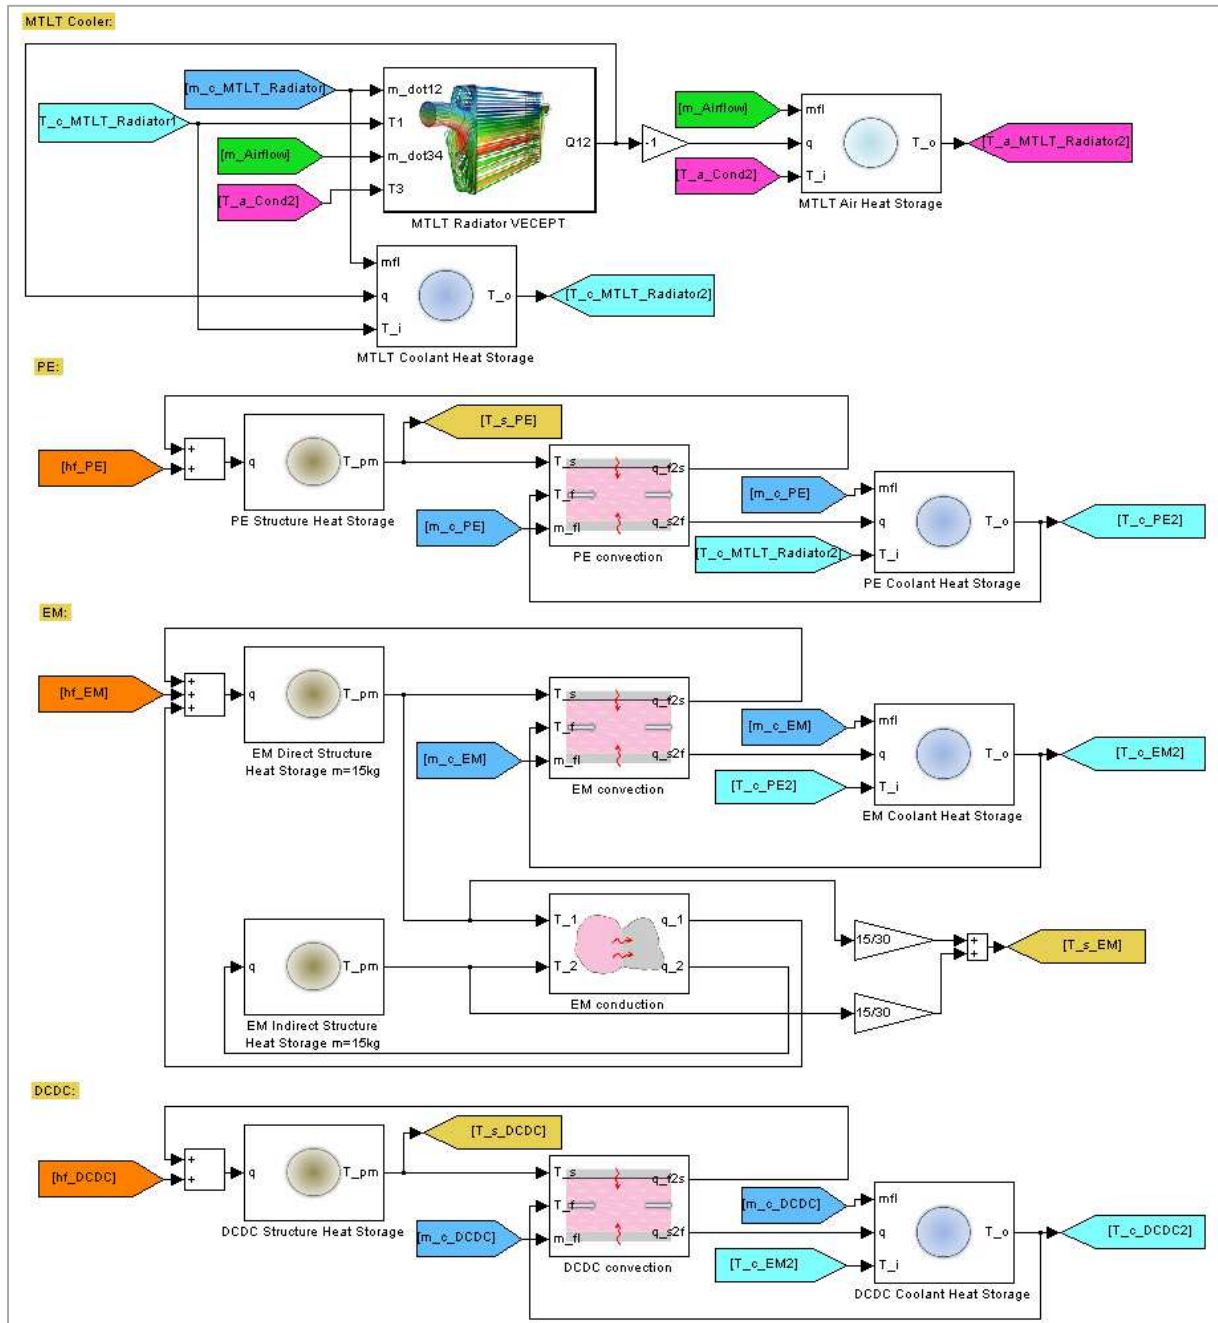 MTLT Cooler:
[m_c_MTLT_Radiator]
T_c_MTLT_Radiator1
[m_Airflow]
[T_a_Cond2]
m_dot12
T1
m_dot34
T3
Q12
MTLT Radiator VECEPT
-1
[m_Airflow]
[T_a_Cond2]
mfl
q
T_i
T_o
MTLT Air Heat Storage
[T_a_MTLT_Radiator2]
mfl
q
T_i
T_o
MTLT Coolant Heat Storage
[T_c_MTLT_Radiator2]
PE:
[hf_PE]
+
+
q
T_pm
PE Structure Heat Storage
[T_s_PE]
[m_c_PE]
T_s
T_f
m_fl
q_f2s
q_s2f
PE convection
[m_c_PE]
[T_c_MTLT_Radiator2]
mfl
q
T_i
T_o
PE Coolant Heat Storage
[T_c_PE2]
EM:
[hf_EM]
+
+
+
q
T_pm
EM Direct Structure
Heat Storage m=15kg
[m_c_EM]
T_s
T_f
m_fl
q_f2s
q_s2f
EM convection
[m_c_EM]
[T_c_PE2]
mfl
q
T_i
T_o
EM Coolant Heat Storage
[T_c_EM2]
q
T_pm
EM Indirect Structure
Heat Storage m=15kg
T_1
T_2
q_1
q_2
EM conduction
15/30
15/30
+
+
[T_s_EM]
DCDC:
[hf_DCDC]
+
+
q
T_pm
DCDC Structure Heat Storage
[T_s_DCDC]
[m_c_DCDC]
T_s
T_f
m_fl
q_f2s
q_s2f
DCDC convection
[m_c_DCDC]
[T_c_EM2]
mfl
q
T_i
T_o
DCDC Coolant Heat Storage
[T_c_DCDC2]